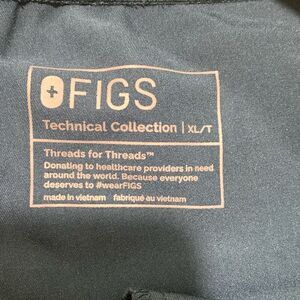 FIGS
Technical Collection | XL/T
Threads for Threads™
Donating to healthcare providers in need
around the world. Because everyone
deserves to #wearFIGS
made in vietnam fabriqué au vietnam